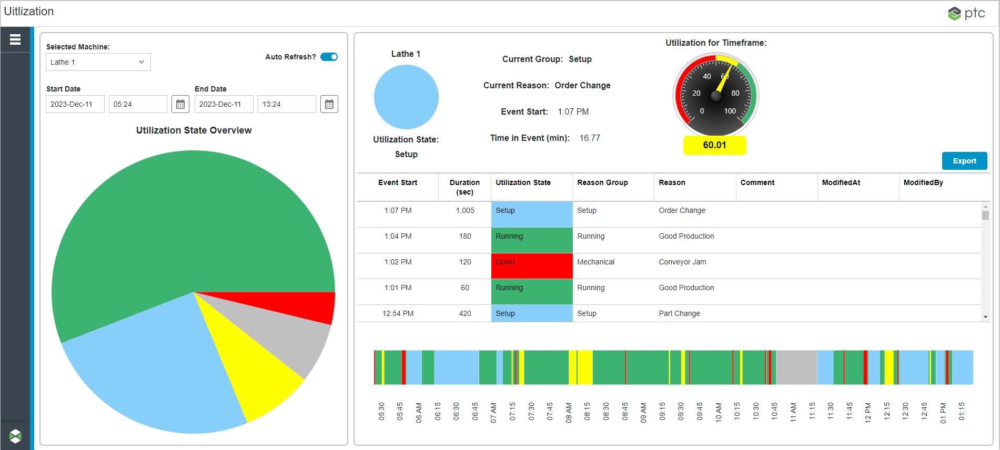 Uitlization
ptc
Selected Machine:
Lathe 1
Auto Refresh?
Start Date
End Date
2023-Dec-11
05:24
2023-Dec-11
13:24
Utilization State Overview
Lathe 1
Utilization State:
Setup
Current Group: Setup
Current Reason: Order Change
Event Start: 1:07 PM
Time in Event (min): 16.77
Utilization for Timeframe:
0
20
40
60
80
100
60.01
Export
Event Start Duration (sec) Utilization State Reason Group Reason Comment ModifiedAt ModifiedBy
1:07 PM 1,005 Setup Setup Order Change
1:04 PM 180 Running Running Good Production
1:02 PM 120 Down Mechanical Conveyor Jam
1:01 PM 60 Running Running Good Production
12:54 PM 420 Setup Setup Part Change
05:30 05:45 06 AM 06:15 06:30 06:45 07 AM 07:15 07:30 07:45 08 AM 08:15 08:30 08:45 09 AM 09:15 09:30 09:45 10 AM 10:15 10:30 10:45 11 AM 11:15 11:30 11:45 12 PM 12:15 12:30 12:45 01 PM 01:15